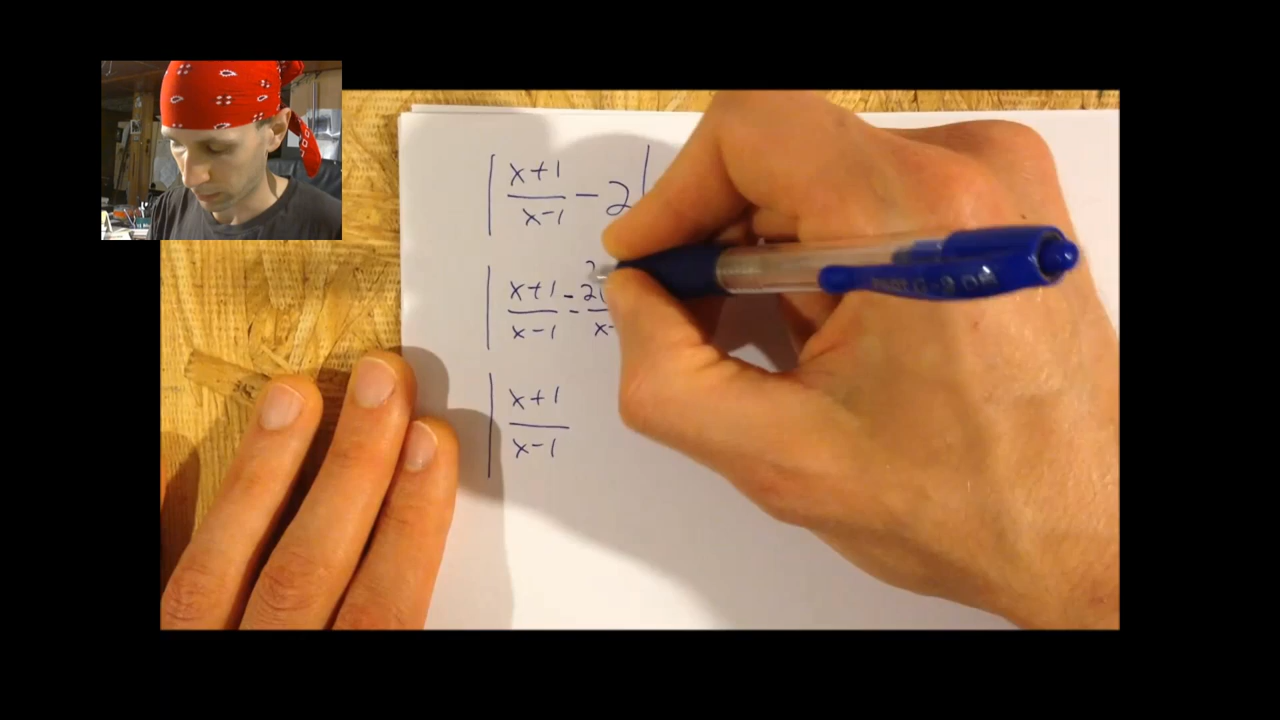 | x+1
x-1 - 2 |
| x+1 - 2(
x-1 x-
| x+1
x-1